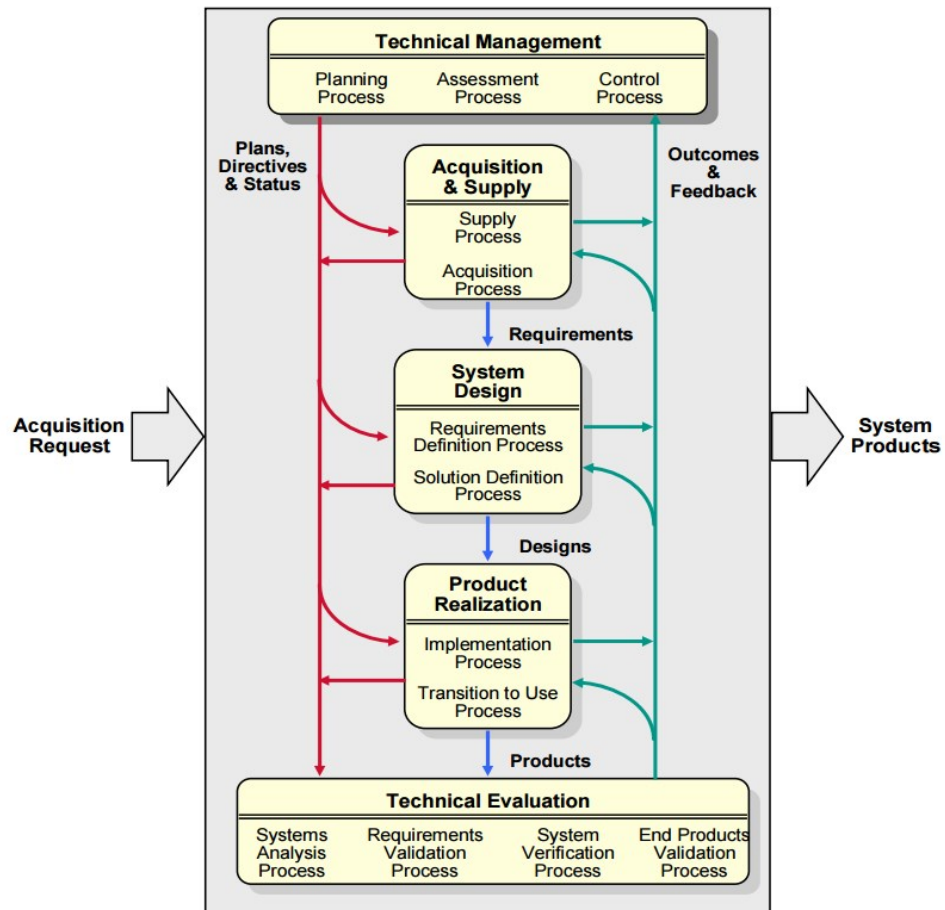 Technical Management
Planning Process
Assessment Process
Control Process
Plans,
Directives
& Status
Outcomes
&
Feedback
Acquisition
& Supply
Supply
Process
Acquisition
Process
Requirements
System
Design
Requirements
Definition Process
Solution Definition
Process
Acquisition
Request
System
Products
Designs
Product
Realization
Implementation
Process
Transition to Use
Process
Products
Technical Evaluation
Systems
Analysis
Process
Requirements
Validation
Process
System
Verification
Process
End Products
Validation
Process